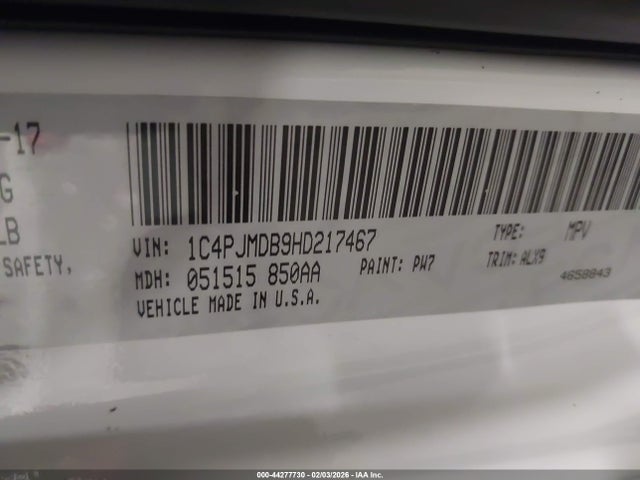 -17
G
LB
SAFETY,
VIN: 1C4PJMDB9HD217467 TYPE: MPV
MDH: 051515 850AA PAINT: PW7 TRIM: ALX9
VEHICLE MADE IN U.S.A. 4658843
000-44277730 - 02/03/2026 - IAA Inc.